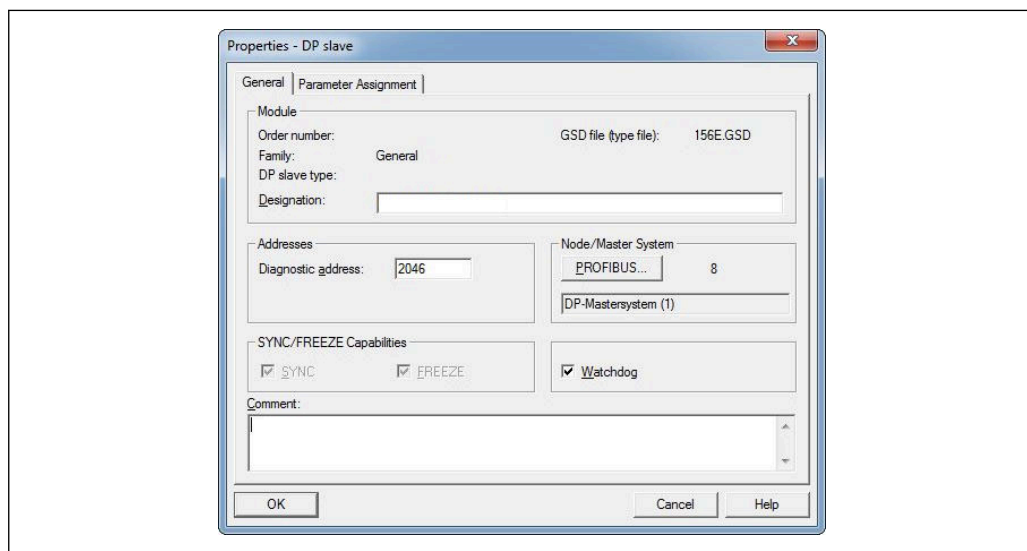 Properties - DP slave
General Parameter Assignment
Module
Order number: GSD file (type file): 156E.GSD
Family: General
DP slave type:
Designation:
Addresses Node/Master System
Diagnostic address: 2046 PROFIBUS... 8
DP-Mastersystem (1)
SYNC/FREEZE Capabilities
SYNC FREEZE Watchdog
Comment:
OK Cancel Help